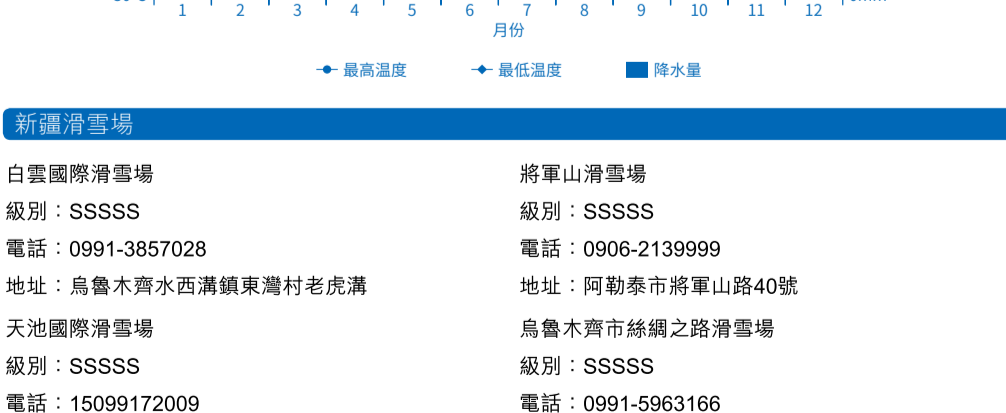 1 2 3 4 5 6 7 8 9 10 11 12
月份
最高温度 最低温度 降水量
新疆滑雪場
白雲國際滑雪場
級別：SSSSS
電話：0991-3857028
地址：烏魯木齊水西溝鎮東灣村老虎溝
將軍山滑雪場
級別：SSSSS
電話：0906-2139999
地址：阿勒泰市將軍山路40號
天池國際滑雪場
級別：SSSSS
電話：15099172009
烏魯木齊市絲綢之路滑雪場
級別：SSSSS
電話：0991-5963166